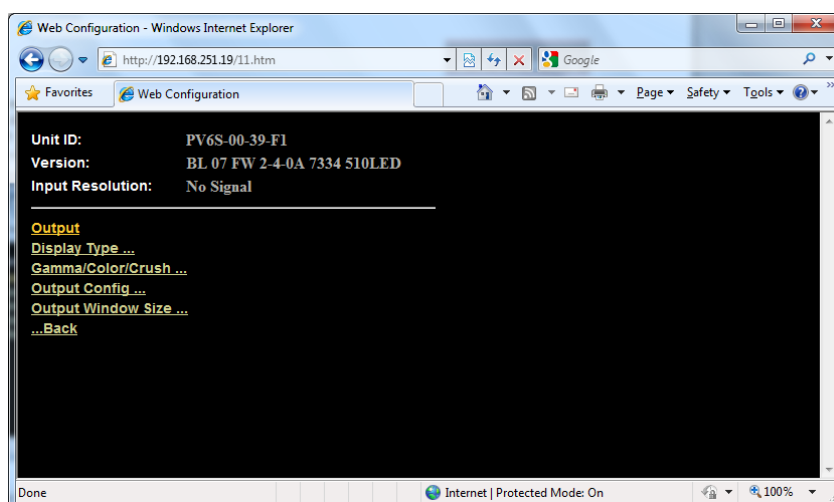 Web Configuration - Windows Internet Explorer
http://192.168.251.19/11.htm
Google
Favorites
Web Configuration
Page
Safety
Tools
Unit ID: PV6S-00-39-F1
Version: BL 07 FW 2-4-0A 7334 510LED
Input Resolution: No Signal
Output
Display Type ...
Gamma/Color/Crush ...
Output Config ...
Output Window Size ...
...Back
Done
Internet | Protected Mode: On
100%